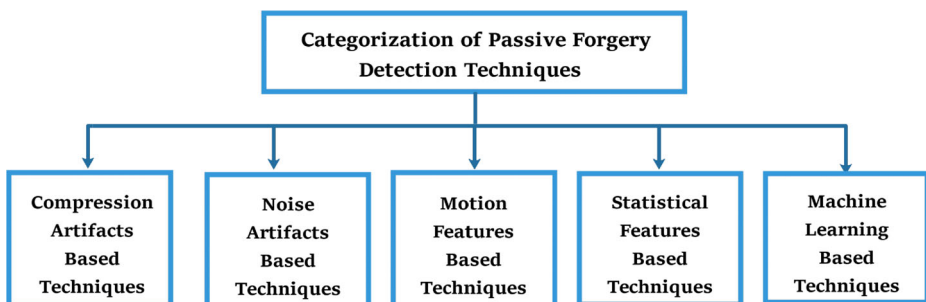 Categorization of Passive Forgery
Detection Techniques
Compression
Artifacts
Based
Techniques
Noise
Artifacts
Based
Techniques
Motion
Features
Based
Techniques
Statistical
Features
Based
Techniques
Machine
Learning
Based
Techniques